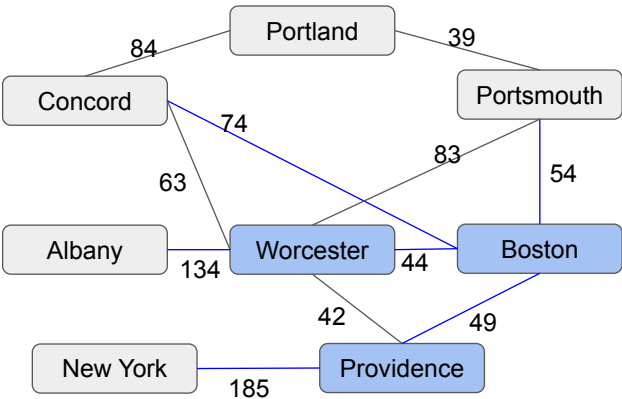 Portland
84
39
Concord
Portsmouth
74
83
63
54
Albany
Worcester
Boston
134
44
42
49
New York
Providence
185